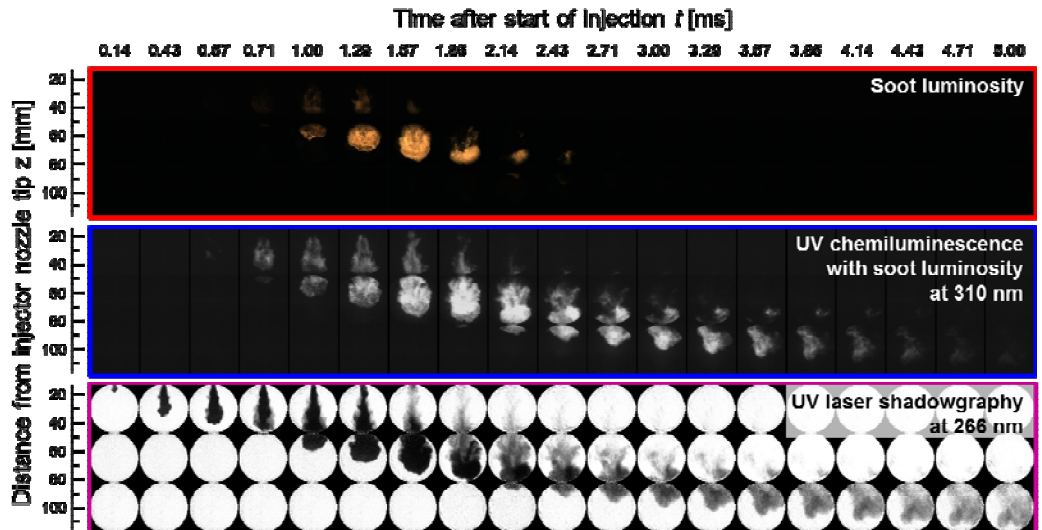 Time after start of injection t [ms]
0.14 0.43 0.57 0.71 1.00 1.29 1.57 1.86 2.14 2.43 2.71 3.00 3.29 3.57 3.86 4.14 4.43 4.71 5.00
Distance from injector nozzle tip z [mm]
20
40
60
80
100
Soot luminosity
20
40
60
80
100
UV chemiluminescence
with soot luminosity
at 310 nm
20
40
60
80
100
UV laser shadowgraphy
at 266 nm